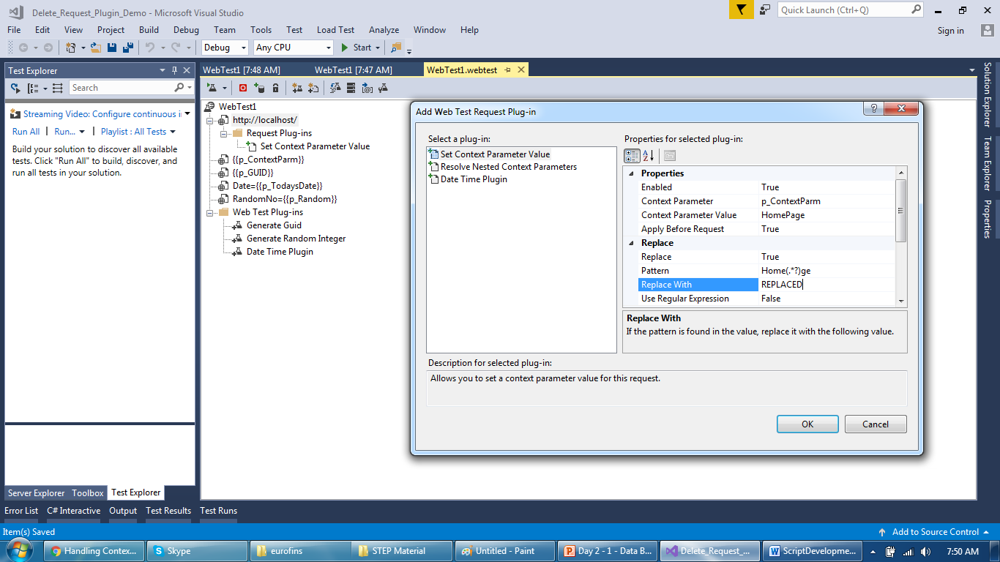 Delete_Request_Plugin_Demo - Microsoft Visual Studio
Quick Launch (Ctrl+Q)
File Edit View Project Build Debug Team Tools Test Load Test Analyze Window Help
Sign in
Debug Any CPU Start
Test Explorer
Search
Streaming Video: Configure continuous i
Run All Run... Playlist : All Tests
Build your solution to discover all available
tests. Click "Run All" to build, discover, and
run all tests in your solution.
Server Explorer Toolbox Test Explorer
WebTest1 [7:48 AM] WebTest1 [7:47 AM] WebTest1.webtest
WebTest1
http://localhost/
Request Plug-ins
Set Context Parameter Value
{{p_ContextParm}}
{{p_GUID}}
Date={{p_TodaysDate}}
RandomNo={{p_Random}}
Web Test Plug-ins
Generate Guid
Generate Random Integer
Date Time Plugin
Add Web Test Request Plug-in
?
Select a plug-in:
Set Context Parameter Value
Resolve Nested Context Parameters
Date Time Plugin
Properties for selected plug-in:
Properties
Enabled True
Context Parameter p_ContextParm
Context Parameter Value HomePage
Apply Before Request True
Replace
Replace True
Pattern Home(.*?)ge
Replace With REPLACED
Use Regular Expression False
Replace With
If the pattern is found in the value, replace it with the following value.
Description for selected plug-in:
Allows you to set a context parameter value for this request.
OK Cancel
Solution Explorer
Team Explorer
Properties
Error List C# Interactive Output Test Results Test Runs
Item(s) Saved
Add to Source Control
Handling Contex... Skype eurofins STEP Material Untitled - Paint Day 2 - 1 - Data B... Delete_Request_... ScriptDevelopme... 7:50 AM